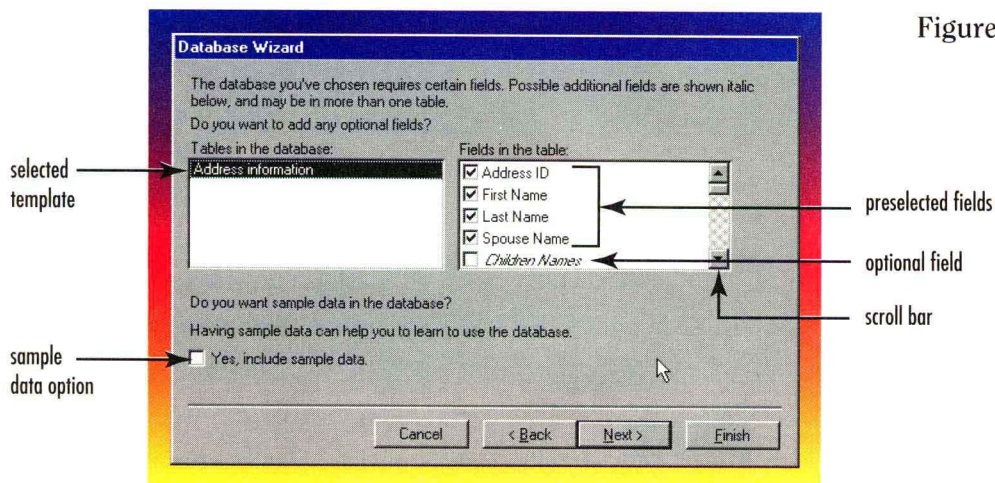 Figure
Database Wizard
The database you've chosen requires certain fields. Possible additional fields are shown italic
below, and may be in more than one table.
Do you want to add any optional fields?
Tables in the database:
Fields in the table:
selected
template
Address information
Address ID
First Name
Last Name
Spouse Name
Children Names
preselected fields
optional field
scroll bar
Do you want sample data in the database?
Having sample data can help you to learn to use the database.
sample
data option
Yes, include sample data.
Cancel
< Back
Next >
Finish